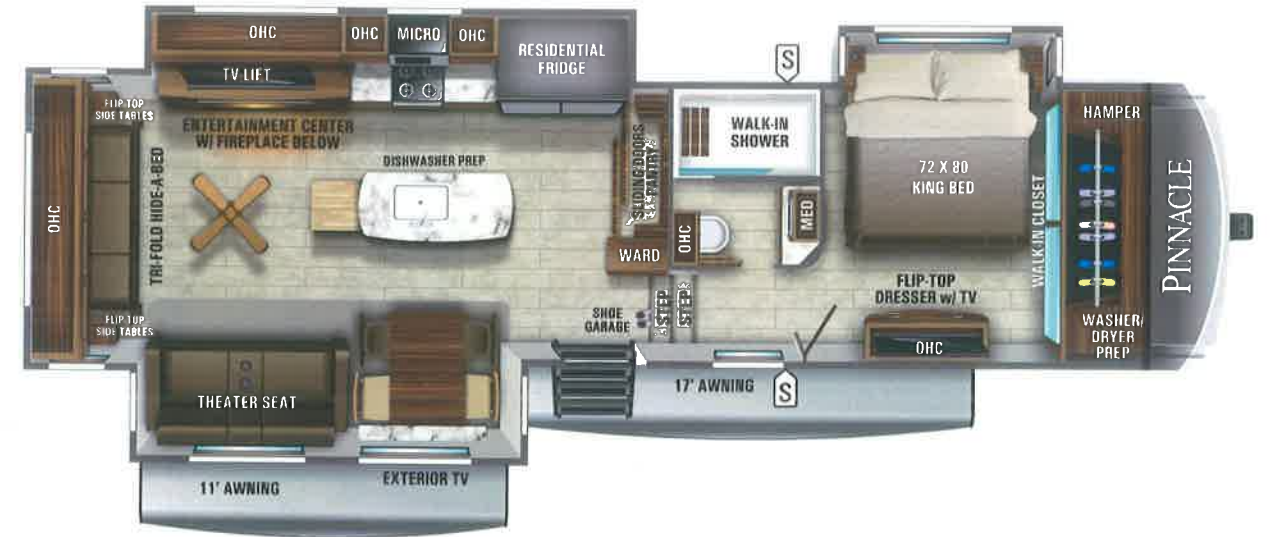 OHC
OHC
MICRO
OHC
RESIDENTIAL
FRIDGE
TV LIFT
S
FLIP-TOP
SIDE TABLES
ENTERTAINMENT CENTER
W/ FIREPLACE BELOW
DISHWASHER PREP
SLIDING DOORS
PANTRY
WALK-IN
SHOWER
72 X 80
KING BED
HAMPER
OHC
TRI-FOLD HIDE-A-BED
MED
OHC
WARD
WALK-IN CLOSET
PINNACLE
FLIP-TOP
DRESSER w/ TV
FLIP-TOP
SIDE TABLES
SHOE
GARAGE
STEP
STEP
WASHER/
DRYER
PREP
OHC
THEATER SEAT
17' AWNING
S
EXTERIOR TV
11' AWNING